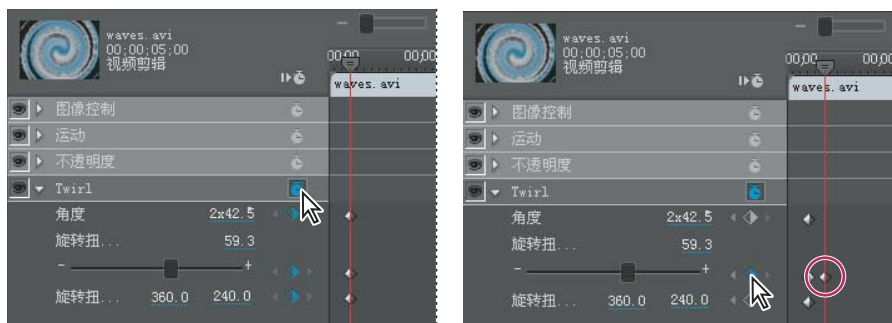 waves. avi
00;00;05;00
视频剪辑
00;00 00;00
waves. avi
图像控制
运动
不透明度
Twirl
角度 2x42.5
旋转扭... 59.3
- +
旋转扭... 360.0 240.0
waves. avi
00;00;05;00
视频剪辑
00;00 00;00
waves. avi
图像控制
运动
不透明度
Twirl
角度 2x42.5
旋转扭... 59.3
- +
旋转扭... 360.0 240.0